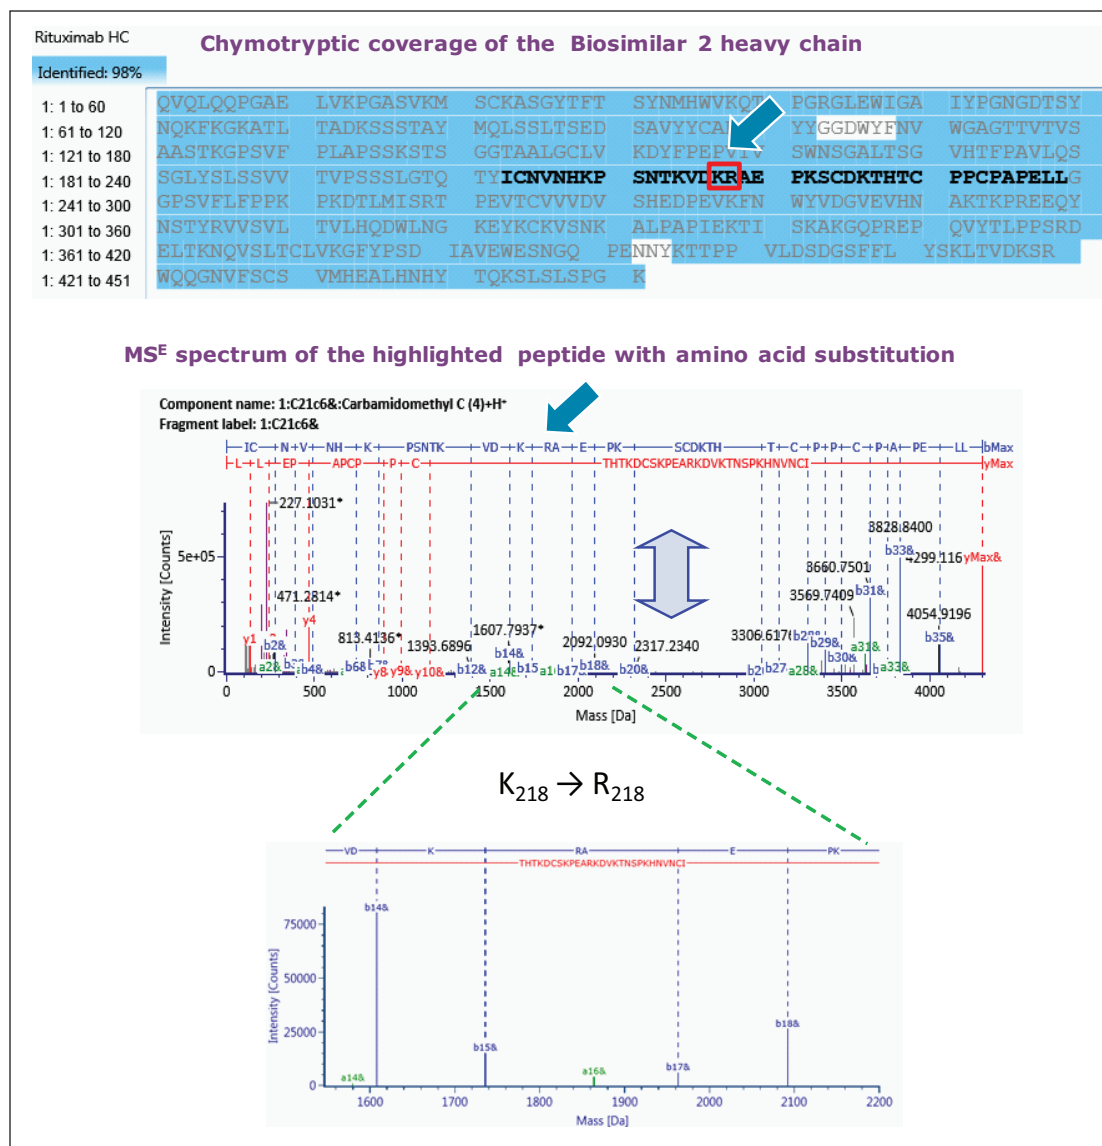 Rituximab HC
Chymotryptic coverage of the Biosimilar 2 heavy chain
Identified: 98%
1: 1 to 60 QVQLQQPGAE LVKPGASVKM SCKASGYTFT SYNMHWVKQT PGRGLEWIGA IYPGNGDTSY
1: 61 to 120 NQKFKGKATL TADKSSSTAY MQLSSLTSED SAVYYCA YYGGDWYFNV WGAGTTVTVS
1: 121 to 180 AASTKGPSVF PLAPSSKSTS GGTAALGCLV KDYFPEPVTV SWNSGALTSG VHTFPAVLQS
1: 181 to 240 SGLYSLSSVV TVPSSSLGTQ TYICNVNHKP SNTKVDKRAE PKSCDKTHTC PPCPAPELLG
1: 241 to 300 GPSVFLFPPK PKDTLMISRT PEVTCVVVDV SHEDPEVKFN WYVDGVEVHN AKTKPREEQY
1: 301 to 360 NSTYRVVSVL TVLHQDWLNG KEYKCKVSNK ALPAPIEKTI SKAKGQPREP QVYTLPPSRD
1: 361 to 420 ELTKNQVSLTCLVKGFYPSD IAVEWESNGQ PENNYKTTPP VLDSDGSFFL YSKLTVDKSR
1: 421 to 451 WQQGNVFSCS VMHEALHNHY TQKSLSLSPG K
MSE spectrum of the highlighted peptide with amino acid substitution
Component name: 1:C21c6&:Carbamidomethyl C (4)+H+
Fragment label: 1:C21c6&
IC N V NH K PSNTK VD K RA E PK SCDKTH T C P P C P A PE LL bMax
L L EP APCP P C THTKDCSKPEARKDVKTNSPKHNVNCI yMax
227.1031*
3828.8400
b33& 4299.116 yMax&
5e+05
3660.7501
b31&
471.2814*
3569.7409
y4
4054.9196
813.4136* 1393.6896 1607.7937* 2092.0930 2317.2340 3306.6176
y1 b2& b14& b29& b35&
a2& b4& b68 y9& y10& b12& a14& b15 b17 b18& b20& b27 a28& b30& a31& a33&
0
0 500 1000 1500 2000 2500 3000 3500 4000
Mass [Da]
Intensity [Counts]
K218 → R218
VD K RA E PK
THTKDCSKPEARKDVKTNSPKHNVNCI
b14&
75000
50000
25000
b18&
b15&
a14& a16& b17&
0
1600 1700 1800 1900 2000 2100 2200
Mass [Da]
Intensity [Counts]